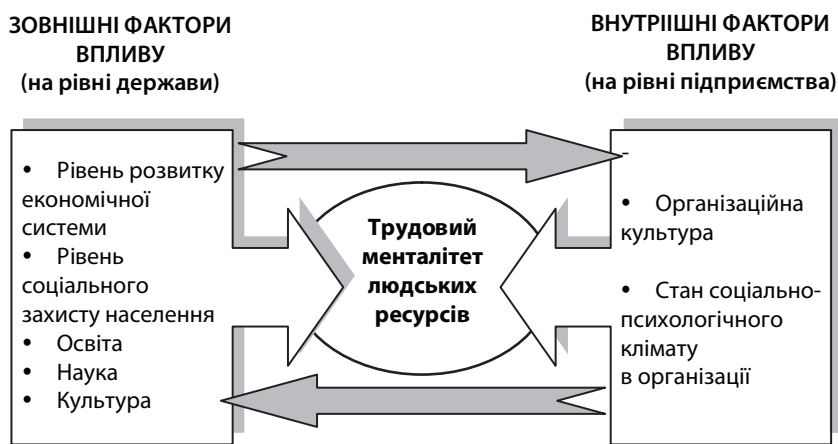 ЗОВНІШНІ ФАКТОРИ
ВПЛИВУ
(на рівні держави)
• Рівень розвитку
економічної
системи
• Рівень
соціального
захисту населення
• Освіта
• Наука
• Культура
Трудовий
менталітет
людських
ресурсів
ВНУТРІІШНІ ФАКТОРИ
ВПЛИВУ
(на рівні підприємства)
-
• Організаційна
культура
• Стан соціально-
психологічного
клімату
в організації